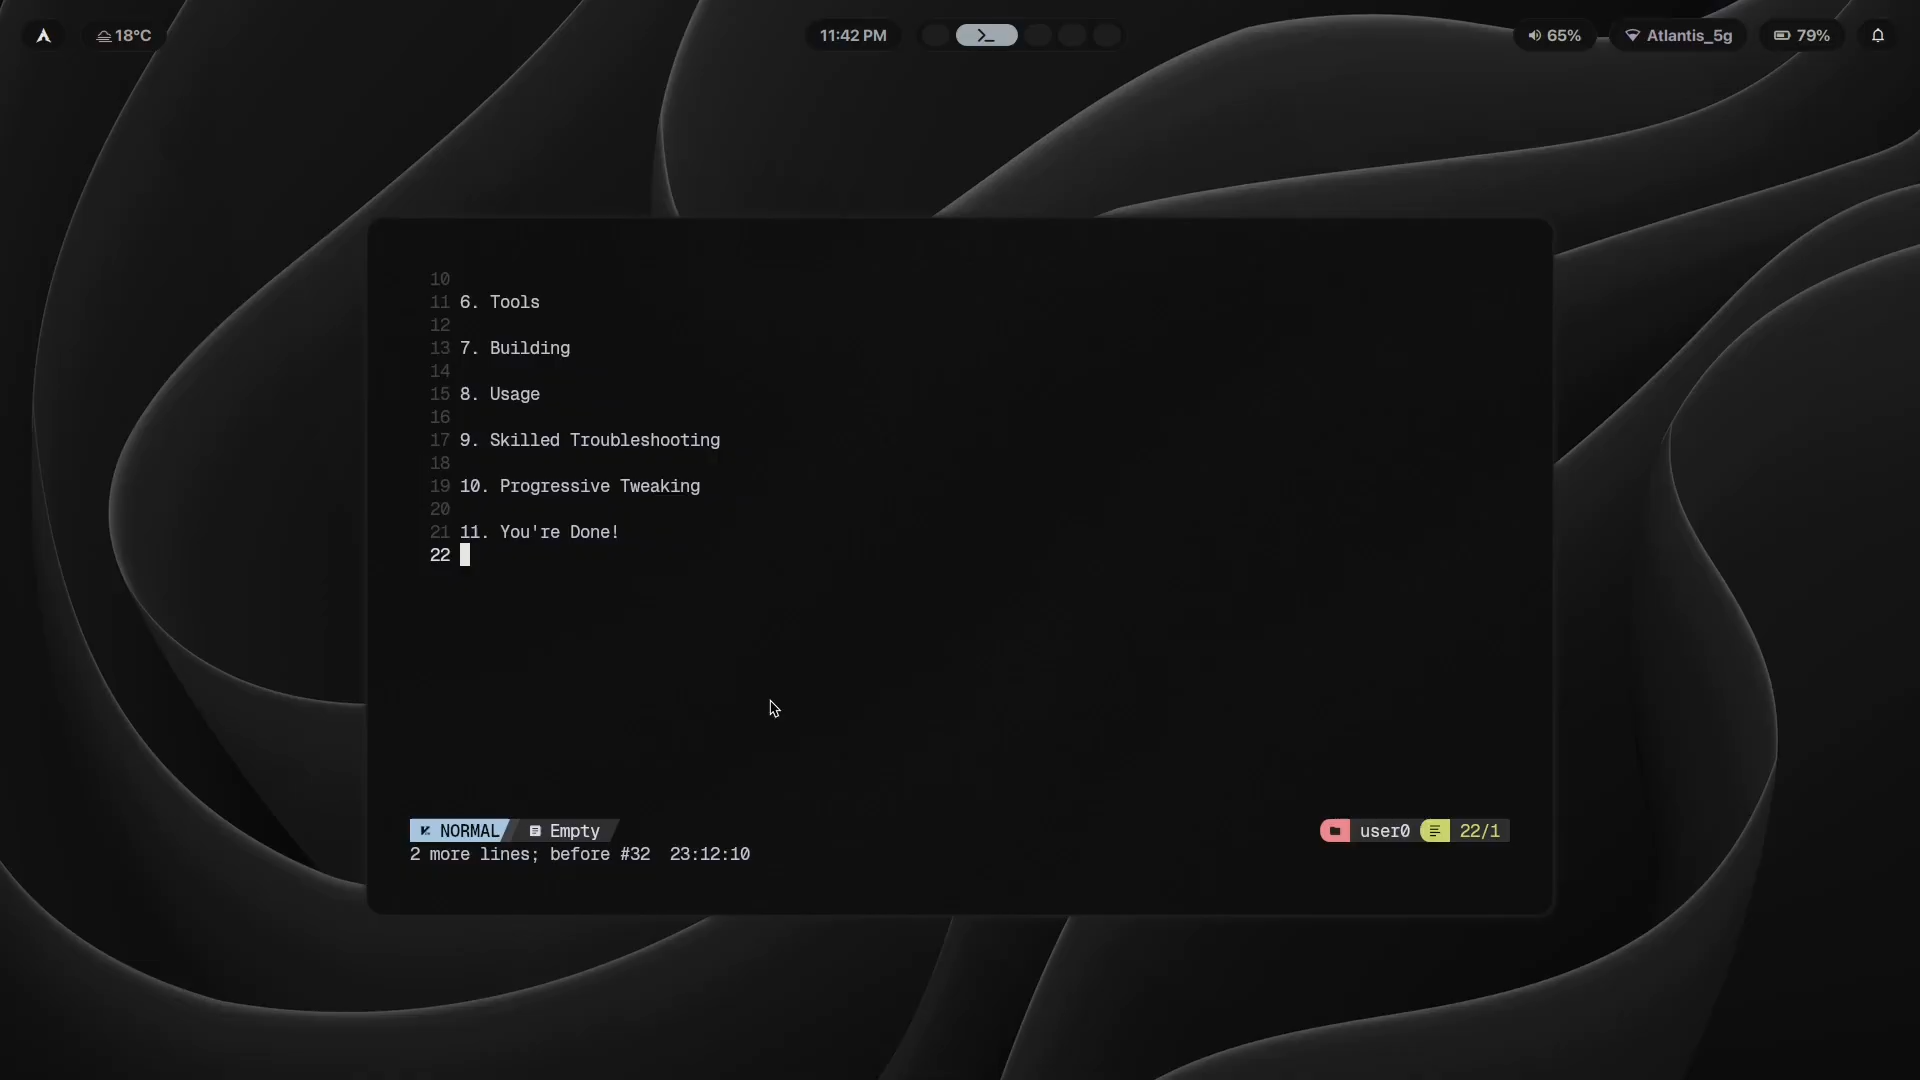 18°C
11:42 PM
65%
Atlantis_5g
79%
10
11 6. Tools
12
13 7. Building
14
15 8. Usage
16
17 9. Skilled Troubleshooting
18
19 10. Progressive Tweaking
20
21 11. You're Done!
22
NORMAL Empty user0 22/1
2 more lines; before #32 23:12:10